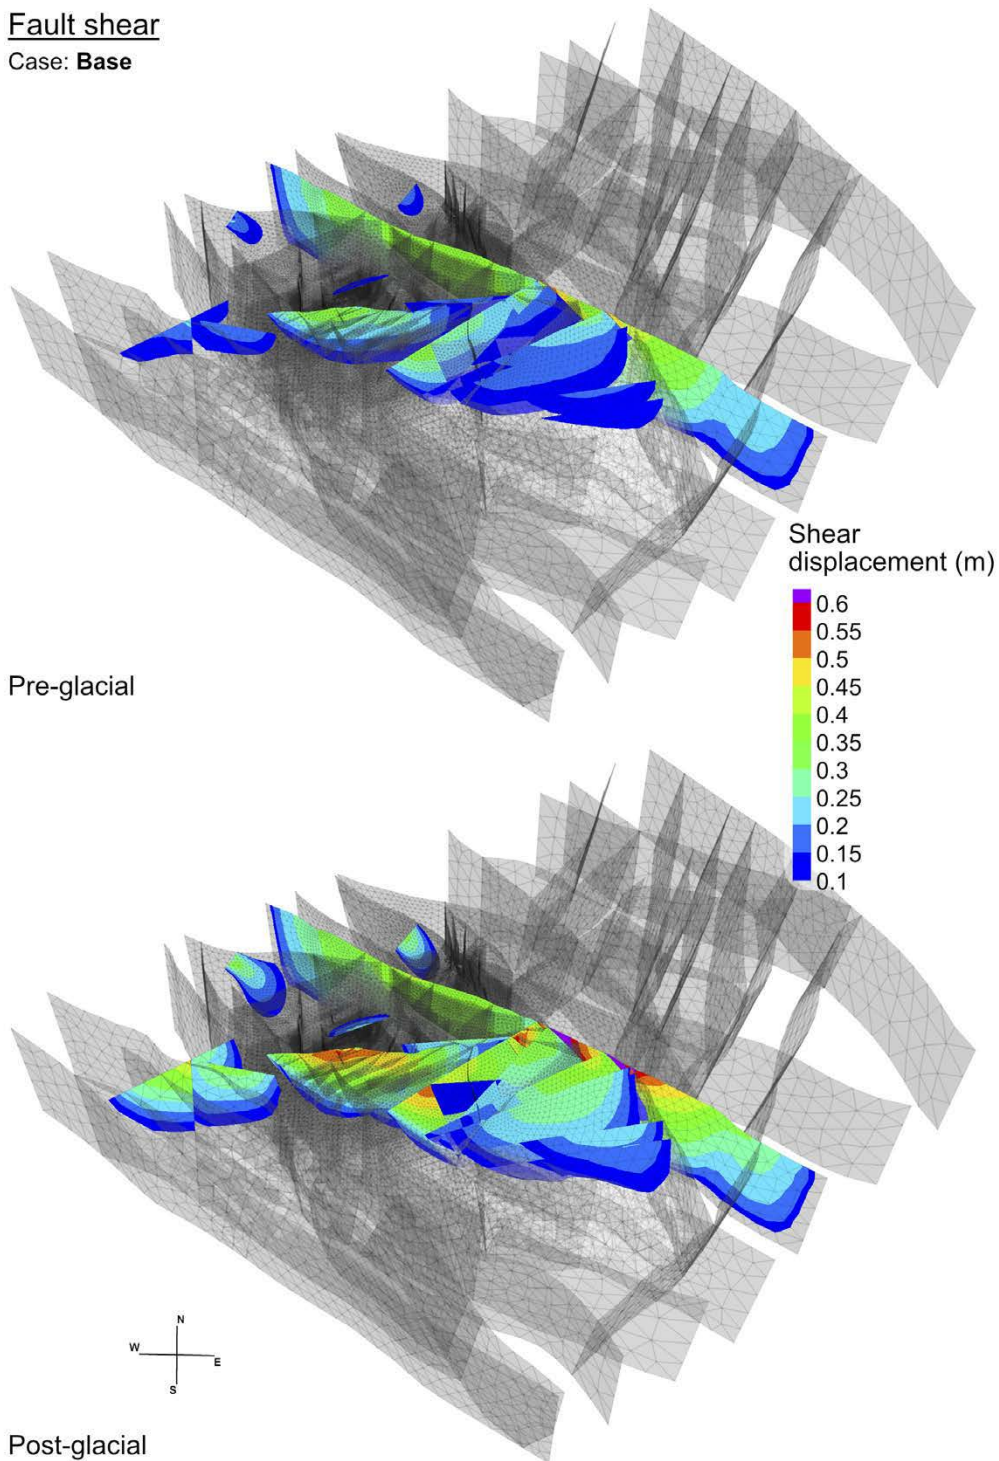 Fault shear
Case: Base
Shear
displacement (m)
0.6
0.55
0.5
0.45
0.4
0.35
0.3
0.25
0.2
0.15
0.1
Pre-glacial
N
W
E
S
Post-glacial